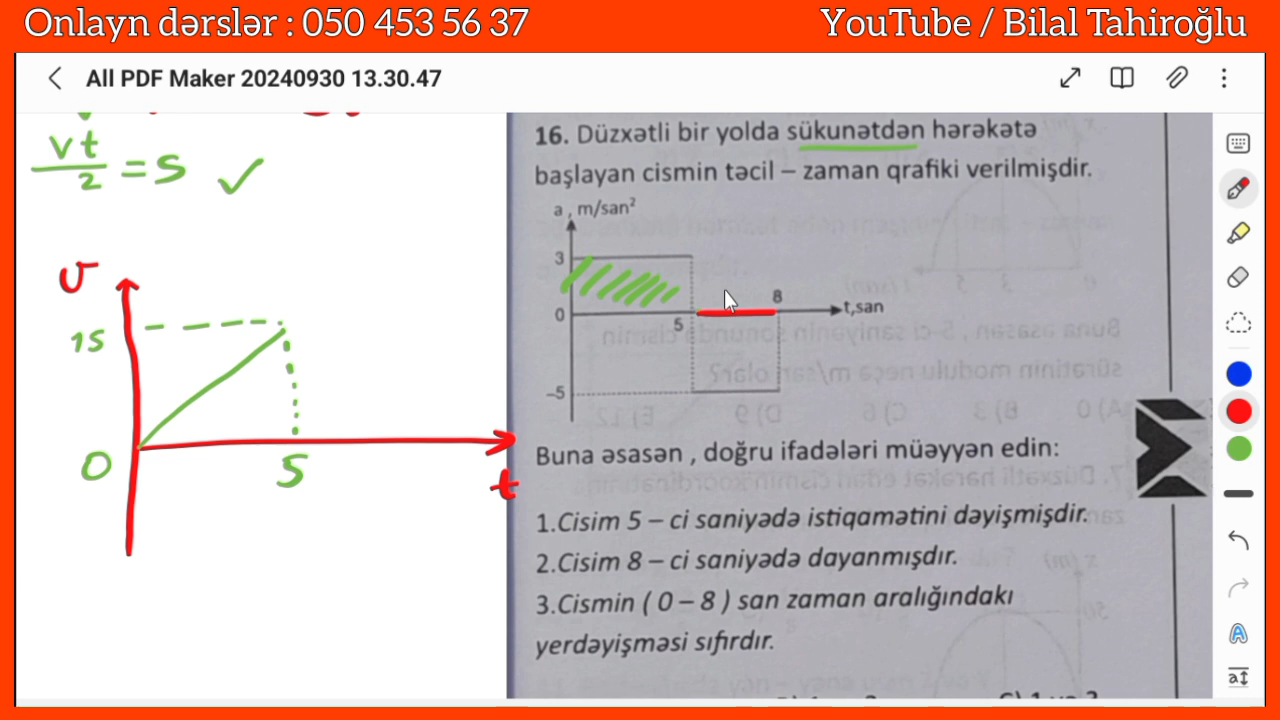 Onlayn dərslər : 050 453 56 37
YouTube / Bilal Tahiroğlu
All PDF Maker 20240930 13.30.47
vt
2
= S ✓
υ
15
0
5
t
16. Düzxətli bir yolda sükunətdən hərəkətə
başlayan cismin təcil – zaman qrafiki verilmişdir.
a , m/san²
3
0
5
8
t,san
–5
Buna əsasən , doğru ifadələri müəyyən edin:
1.Cisim 5 – ci saniyədə istiqamətini dəyişmişdir.
2.Cisim 8 – ci saniyədə dayanmışdır.
3.Cismin ( 0 – 8 ) san zaman aralığındakı
yerdəyişməsi sıfırdır.